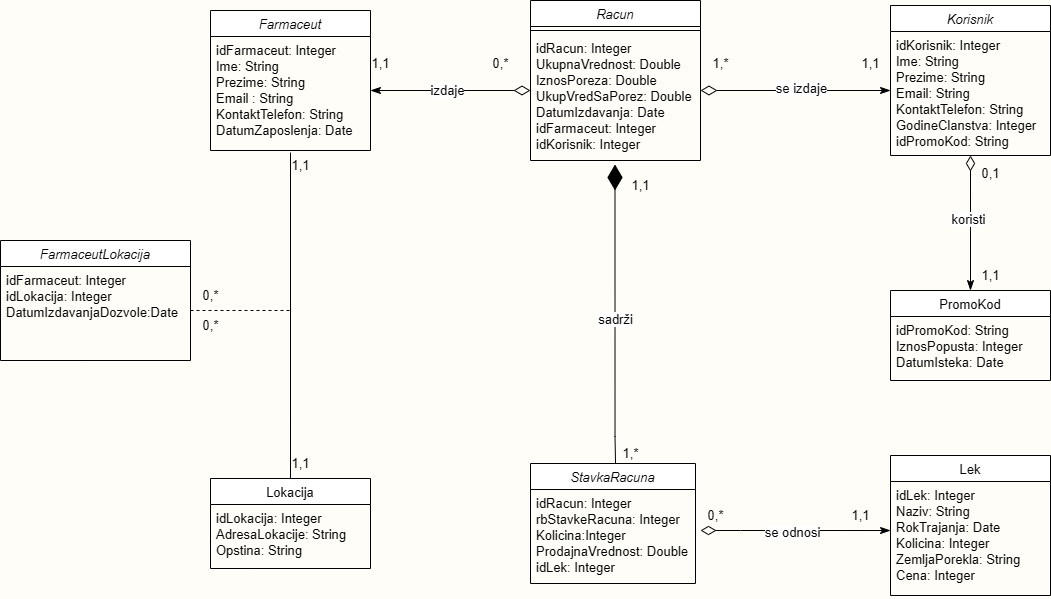 Farmaceut
idFarmaceut: Integer
Ime: String
Prezime: String
Email : String
KontaktTelefon: String
DatumZaposlenja: Date
1,1
izdaje
0,*
Racun
idRacun: Integer
UkupnaVrednost: Double
IznosPoreza: Double
UkupVredSaPorez: Double
DatumIzdavanja: Date
idFarmaceut: Integer
idKorisnik: Integer
1,*
se izdaje
1,1
Korisnik
idKorisnik: Integer
Ime: String
Prezime: String
Email: String
KontaktTelefon: String
GodineClanstva: Integer
idPromoKod: String
1,1
1,1
0,1
koristi
1,1
FarmaceutLokacija
idFarmaceut: Integer
idLokacija: Integer
DatumIzdavanjaDozvole:Date
0,*
0,*
sadrži
PromoKod
idPromoKod: String
IznosPopusta: Integer
DatumIsteka: Date
1,1
1,*
Lokacija
idLokacija: Integer
AdresaLokacije: String
Opstina: String
StavkaRacuna
idRacun: Integer
rbStavkeRacuna: Integer
Kolicina:Integer
ProdajnaVrednost: Double
idLek: Integer
0,*
se odnosi
1,1
Lek
idLek: Integer
Naziv: String
RokTrajanja: Date
Kolicina: Integer
ZemljaPorekla: String
Cena: Integer